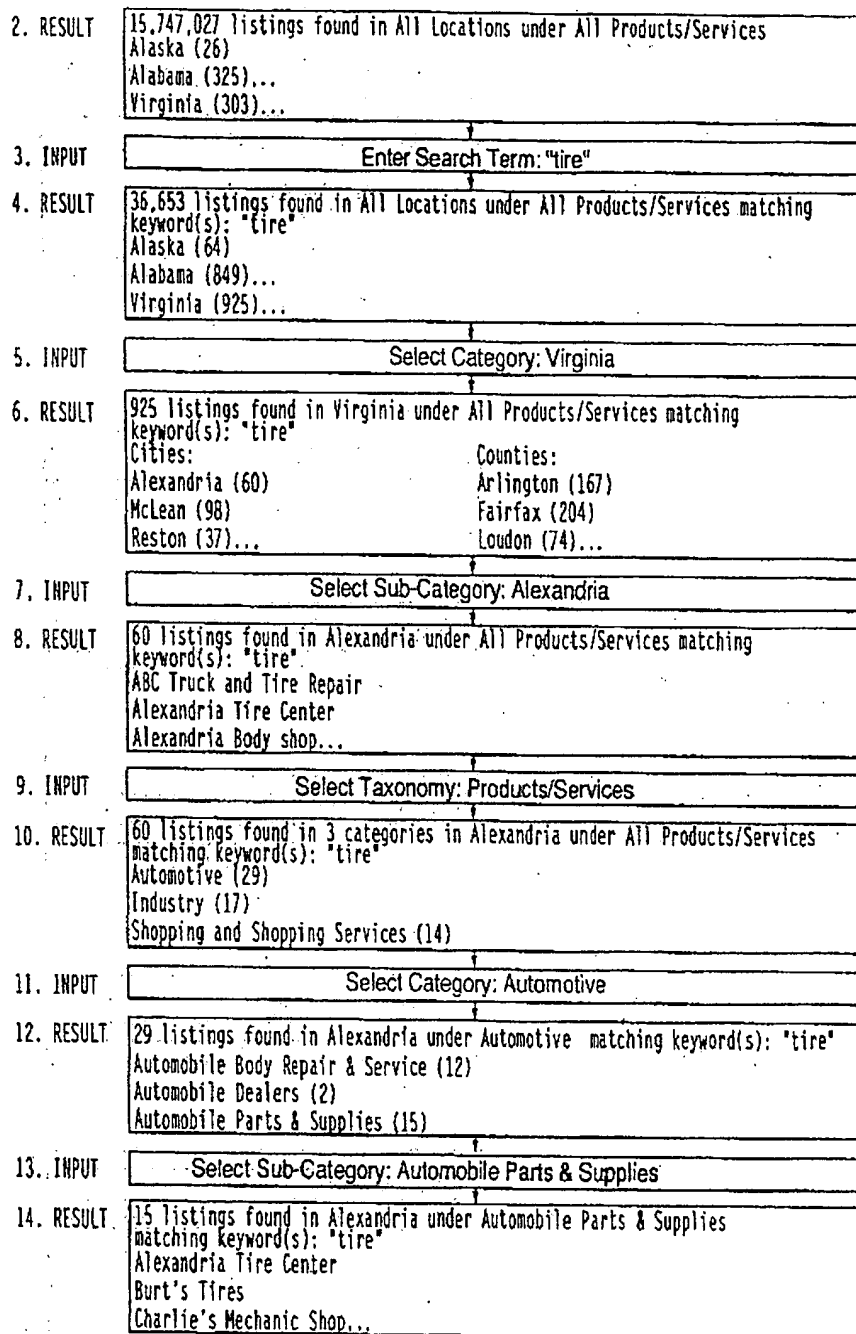 2. RESULT
15,747,027 listings found in All Locations under All Products/Services
Alaska (26)
Alabama (325)...
Virginia (303)...
3. INPUT
Enter Search Term: "tire"
4. RESULT
36,653 listings found in All Locations under All Products/Services matching
keyword(s): "tire"
Alaska (64)
Alabama (849)...
Virginia (925)...
5. INPUT
Select Category: Virginia
6. RESULT
925 listings found in Virginia under All Products/Services matching
keyword(s): "tire"
Cities: Counties:
Alexandria (60) Arlington (167)
McLean (98) Fairfax (204)
Reston (37)... Loudon (74)...
7. INPUT
Select Sub-Category: Alexandria
8. RESULT
60 listings found in Alexandria under All Products/Services matching
keyword(s): "tire"
ABC Truck and Tire Repair
Alexandria Tire Center
Alexandria Body shop...
9. INPUT
Select Taxonomy: Products/Services
10. RESULT
60 listings found in 3 categories in Alexandria under All Products/Services
matching keyword(s): "tire"
Automotive (29)
Industry (17)
Shopping and Shopping Services (14)
11. INPUT
Select Category: Automotive
12. RESULT
29 listings found in Alexandria under Automotive matching keyword(s): "tire"
Automobile Body Repair & Service (12)
Automobile Dealers (2)
Automobile Parts & Supplies (15)
13. INPUT
Select Sub-Category: Automobile Parts & Supplies
14. RESULT
15 listings found in Alexandria under Automobile Parts & Supplies
matching keyword(s): "tire"
Alexandria Tire Center
Burt's Tires
Charlie's Mechanic Shop...